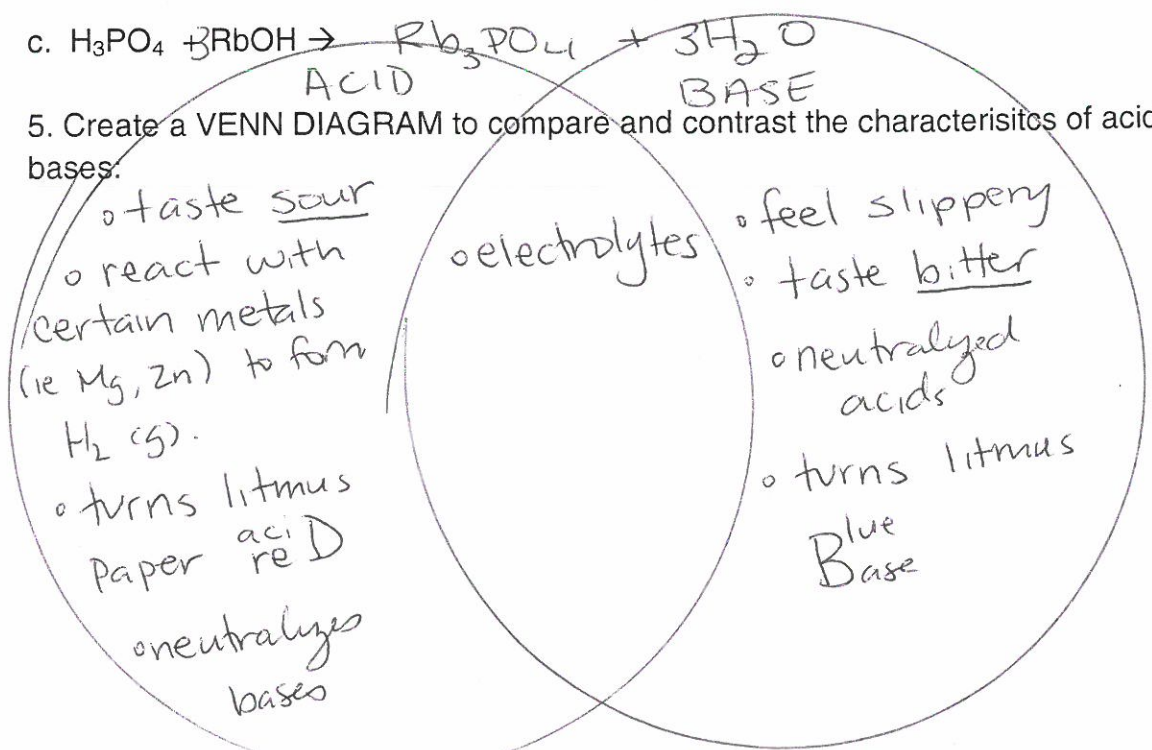 c. H₃PO₄ + 3RbOH → Rb₃PO₄ + 3H₂O
ACID
BASE
5. Create a VENN DIAGRAM to compare and contrast the characterisitcs of acid
bases:
• taste sour
• react with
certain metals
(ie Mg, Zn) to form
H₂ (g).
• turns litmus
Paper aci
reD
• neutralizes
bases
• electrolytes
• feel slippery
• taste bitter
• neutralyzed
acids
• turns litmus
Blue
Base